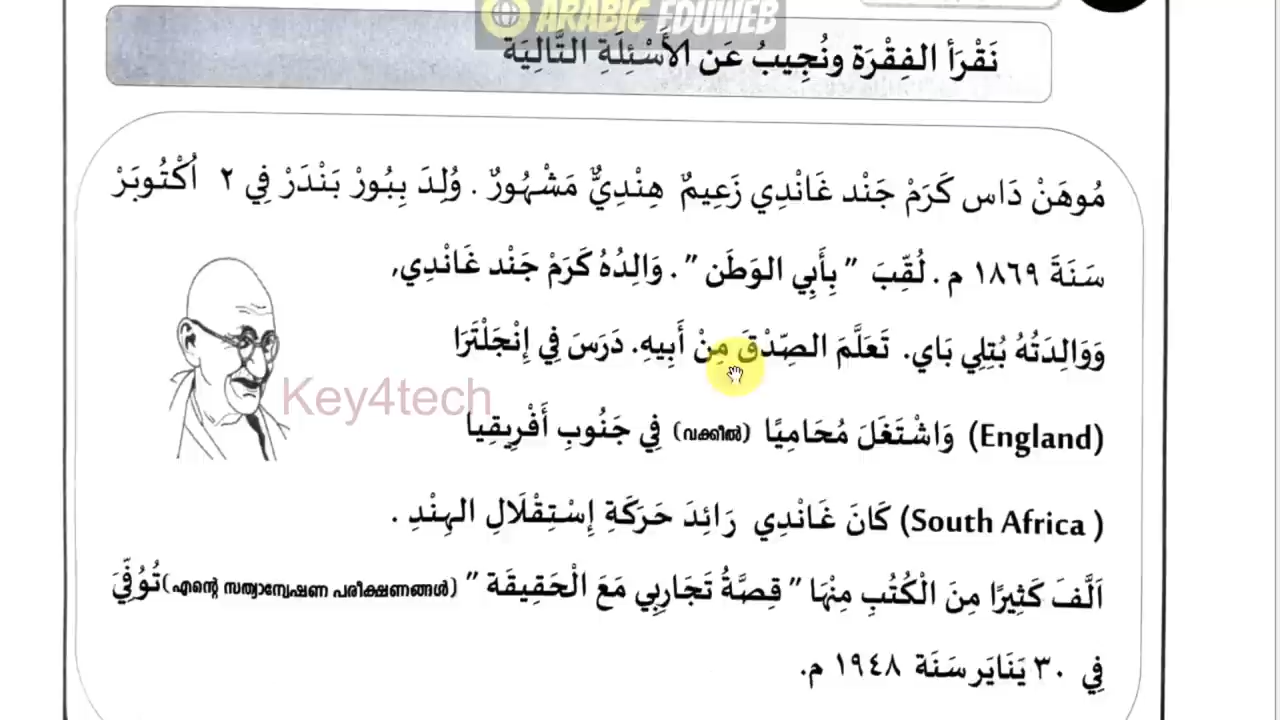 ARABIC EDUWEB
نَقْرَأ الفِقْرَة ونُجِيبُ عَن الأَسْئِلَةِ التَّالِيَة
مُوهَنْ دَاس كَرَمْ جَنْد غَانْدِي زَعِيمٌ هِنْدِيٌّ مَشْهُورٌ . وُلِدَ بِبُورْ بَنْدَرْ فِي ٢ اُكْتُوبَرْ
سَنَةَ ١٨٦٩ م . لُقِّبَ " بِأَبِي الوَطَن " . وَالِدُهُ كَرَمْ جَنْد غَانْدِي,
وَوَالِدَتُهُ بُتِلِي بَاي. تَعَلَّمَ الصِّدْقَ مِنْ أَبِيهِ. دَرَسَ فِي إِنْجَلْتَرَا
Key4tech
(England) وَاشْتَغَلَ مُحَامِيًا (വക്കീൽ) فِي جَنُوبِ أَفْرِيقِيا
(South Africa ) كَانَ غَانْدِي رَائِدَ حَرَكَةِ إِسْتِقْلَالِ الهِنْدِ .
اَلَّفَ كَثِيرًا مِنَ الْكُتُبِ مِنْهَا " قِصَّةُ تَجَارِبِي مَعَ الْحَقِيقَة " (എന്റെ സത്യാന്വേഷണ പരീക്ഷണങ്ങൾ) تُوُفِّيَ
فِي ٣٠ يَنَايَر سَنَة ١٩٤٨ م.